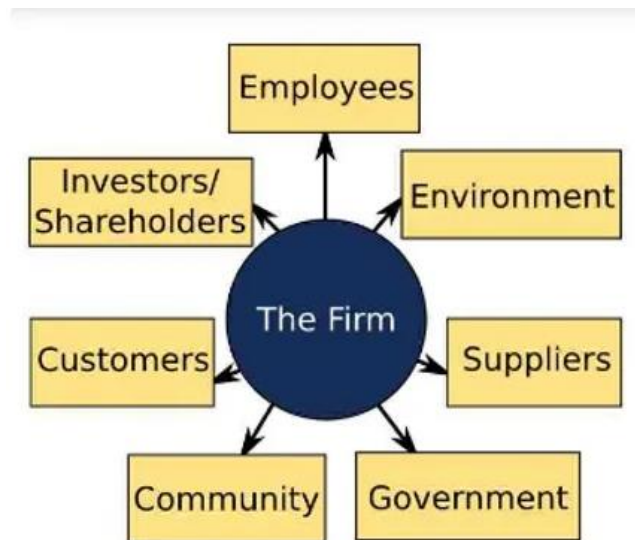 Employees
Investors/
Shareholders
Environment
The Firm
Customers
Suppliers
Community
Government